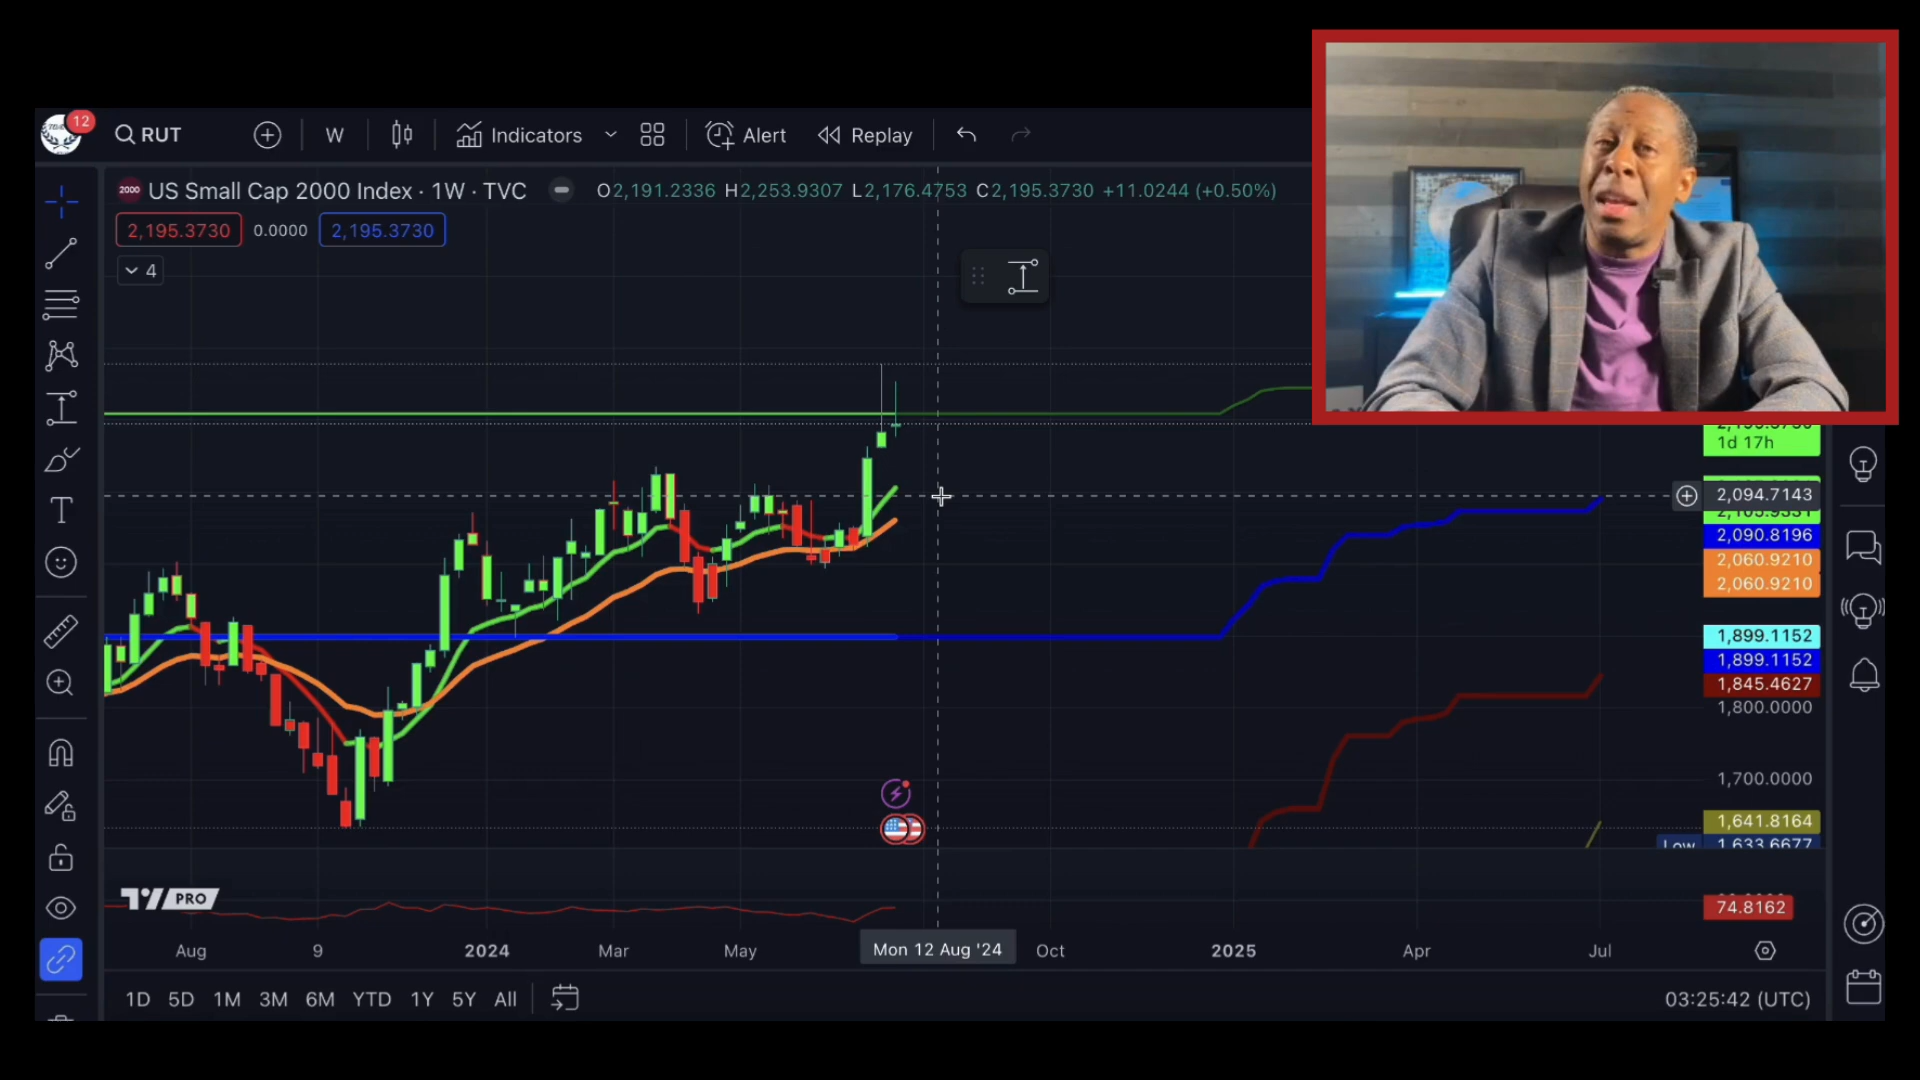 12
RUT
W
Indicators
Alert
Replay
2000
US Small Cap 2000 Index · 1W · TVC
O2,191.2336 H2,253.9307 L2,176.4753 C2,195.3730 +11.0244 (+0.50%)
2,195.3730
0.0000
2,195.3730
4
1d 17h
2,094.7143
2,090.8196
2,060.9210
2,060.9210
1,899.1152
1,899.1152
1,845.4627
1,800.0000
1,700.0000
1,641.8164
Low
1,633.6677
74.8162
PRO
Aug
9
2024
Mar
May
Mon 12 Aug '24
Oct
2025
Apr
Jul
1D
5D
1M
3M
6M
YTD
1Y
5Y
All
03:25:42 (UTC)